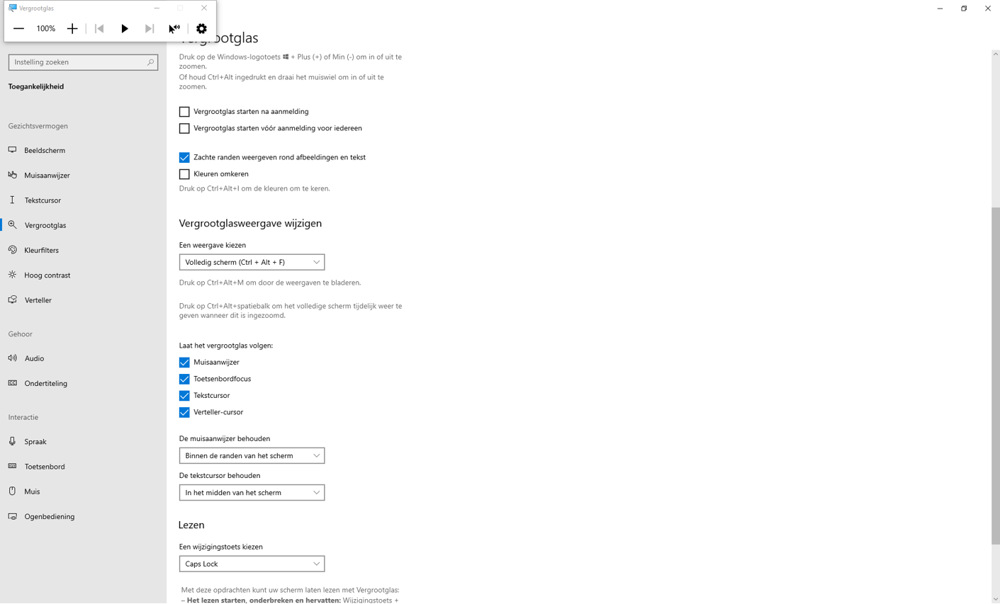 Vergrootglas
100%
Vergrootglas
Instelling zoeken
Toegankelijkheid
Gezichtsvermogen
Beeldscherm
Muisaanwijzer
Tekstcursor
Vergrootglas
Kleurfilters
Hoog contrast
Verteller
Gehoor
Audio
Ondertiteling
Interactie
Spraak
Toetsenbord
Muis
Ogenbediening
Druk op de Windows-logotoets + Plus (+) of Min (-) om in of uit te
zoomen.
Of houd Ctrl+Alt ingedrukt en draai het muiswiel om in of uit te
zoomen.
Vergrootglas starten na aanmelding
Vergrootglas starten vóór aanmelding voor iedereen
Zachte randen weergeven rond afbeeldingen en tekst
Kleuren omkeren
Druk op Ctrl+Alt+I om de kleuren om te keren.
Vergrootglasweergave wijzigen
Een weergave kiezen
Volledig scherm (Ctrl + Alt + F)
Druk op Ctrl+Alt+M om door de weergaven te bladeren.
Druk op Ctrl+Alt+spatiebalk om het volledige scherm tijdelijk weer te
geven wanneer dit is ingezoomd.
Laat het vergrootglas volgen:
Muisaanwijzer
Toetsenbordfocus
Tekstcursor
Verteller-cursor
De muisaanwijzer behouden
Binnen de randen van het scherm
De tekstcursor behouden
In het midden van het scherm
Lezen
Een wijzigingstoets kiezen
Caps Lock
Met deze opdrachten kunt uw scherm laten lezen met Vergrootglas:
– Het lezen starten, onderbreken en hervatten: Wijzigingstoets +